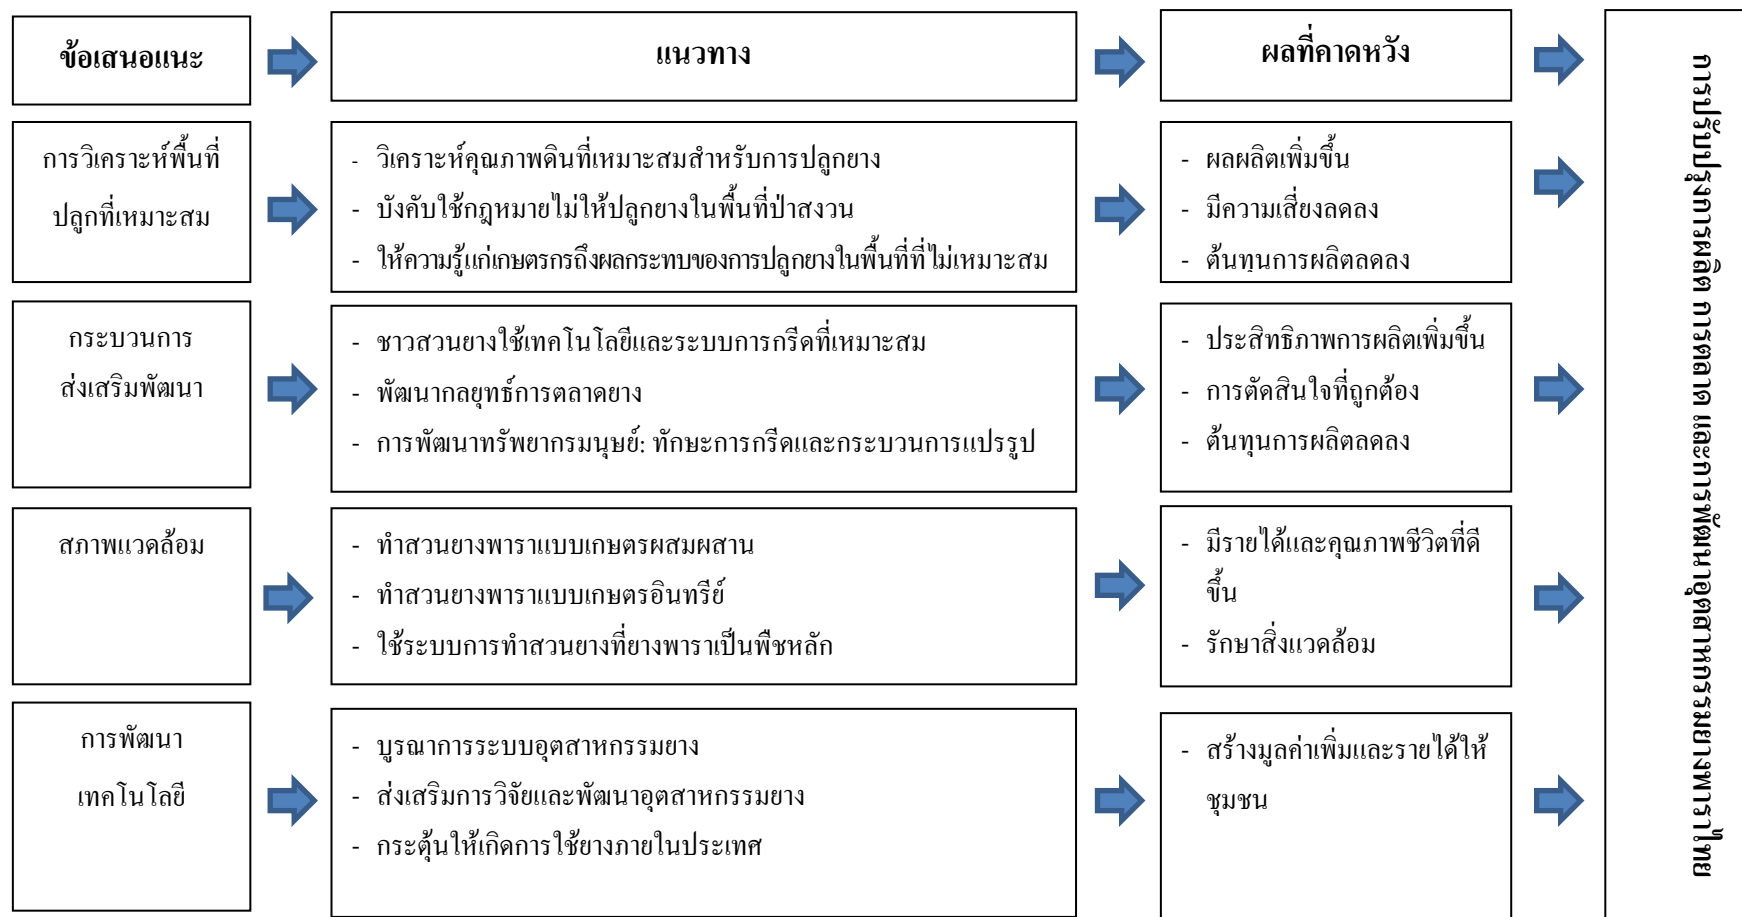 ข้อเสนอแนะ
แนวทาง
ผลที่คาดหวัง
การวิเคราะห์พื้นที่
ปลูกที่เหมาะสม
- วิเคราะห์คุณภาพดินที่เหมาะสมสำหรับการปลูกยาง
- บังคับใช้กฎหมายไม่ให้ปลูกยางในพื้นที่ป่าสงวน
- ให้ความรู้แก่เกษตรกรถึงผลกระทบของการปลูกยางในพื้นที่ที่ไม่เหมาะสม
- ผลผลิตเพิ่มขึ้น
- มีความเสี่ยงลดลง
- ต้นทุนการผลิตลดลง
กระบวนการ
ส่งเสริมพัฒนา
- ชาวสวนยางใช้เทคโนโลยีและระบบการกรีดที่เหมาะสม
- พัฒนากลยุทธ์การตลาดยาง
- การพัฒนาทรัพยากรมนุษย์: ทักษะการกรีดและกระบวนการแปรรูป
- ประสิทธิภาพการผลิตเพิ่มขึ้น
- การตัดสินใจที่ถูกต้อง
- ต้นทุนการผลิตลดลง
สภาพแวดล้อม
- ทำสวนยางพาราแบบเกษตรผสมผสาน
- ทำสวนยางพาราแบบเกษตรอินทรีย์
- ใช้ระบบการทำสวนยางที่ยางพาราเป็นพืชหลัก
- มีรายได้และคุณภาพชีวิตที่ดี
ขึ้น
- รักษาสิ่งแวดล้อม
การพัฒนา
เทคโนโลยี
- บูรณาการระบบอุตสาหกรรมยาง
- ส่งเสริมการวิจัยและพัฒนาอุตสาหกรรมยาง
- กระตุ้นให้เกิดการใช้ยางภายในประเทศ
- สร้างมูลค่าเพิ่มและรายได้ให้
ชุมชน
การปรับปรุงการผลิต การตลาด และการพัฒนาอุตสาหกรรมยางพาราไทย